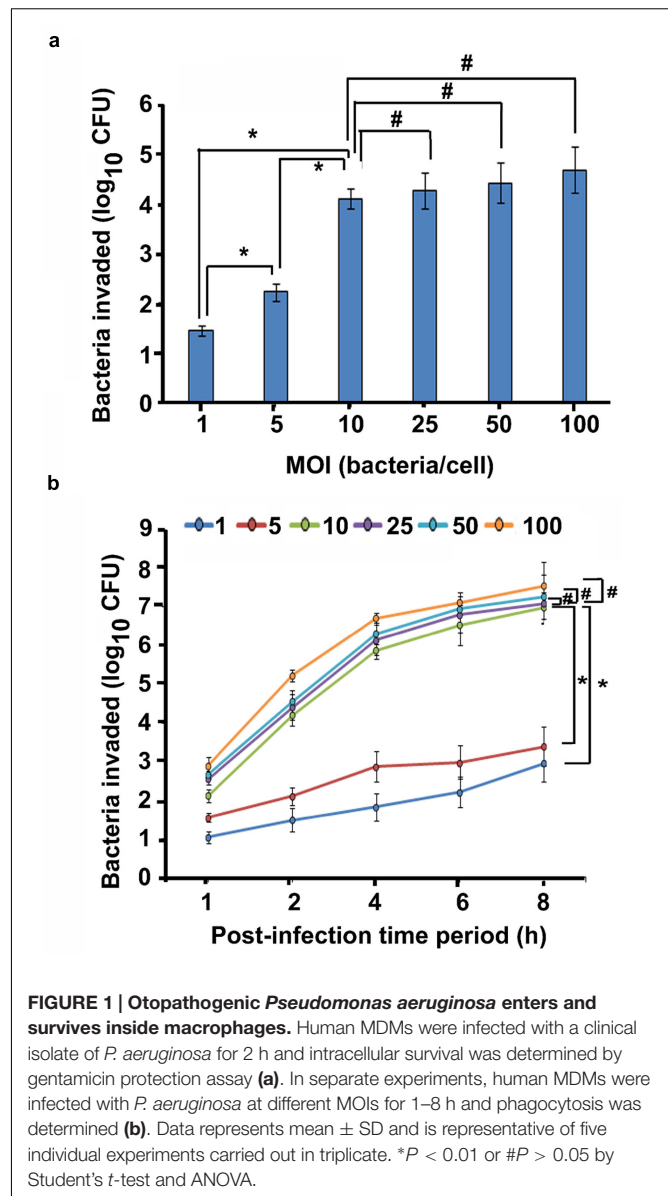 a
#
#
#
*
*
*
Bacteria invaded (log10 CFU)
6
5
4
3
2
1
0
1 5 10 25 50 100
MOI (bacteria/cell)
b
1 5 10 25 50 100
Bacteria invaded (log10 CFU)
9
8
7
6
5
4
3
2
1
0
# # #
* *
1 2 4 6 8
Post-infection time period (h)
FIGURE 1 | Otopathogenic Pseudomonas aeruginosa enters and
survives inside macrophages. Human MDMs were infected with a clinical
isolate of P. aeruginosa for 2 h and intracellular survival was determined by
gentamicin protection assay (a). In separate experiments, human MDMs were
infected with P. aeruginosa at different MOIs for 1–8 h and phagocytosis was
determined (b). Data represents mean ± SD and is representative of five
individual experiments carried out in triplicate. *P < 0.01 or #P > 0.05 by
Student's t-test and ANOVA.